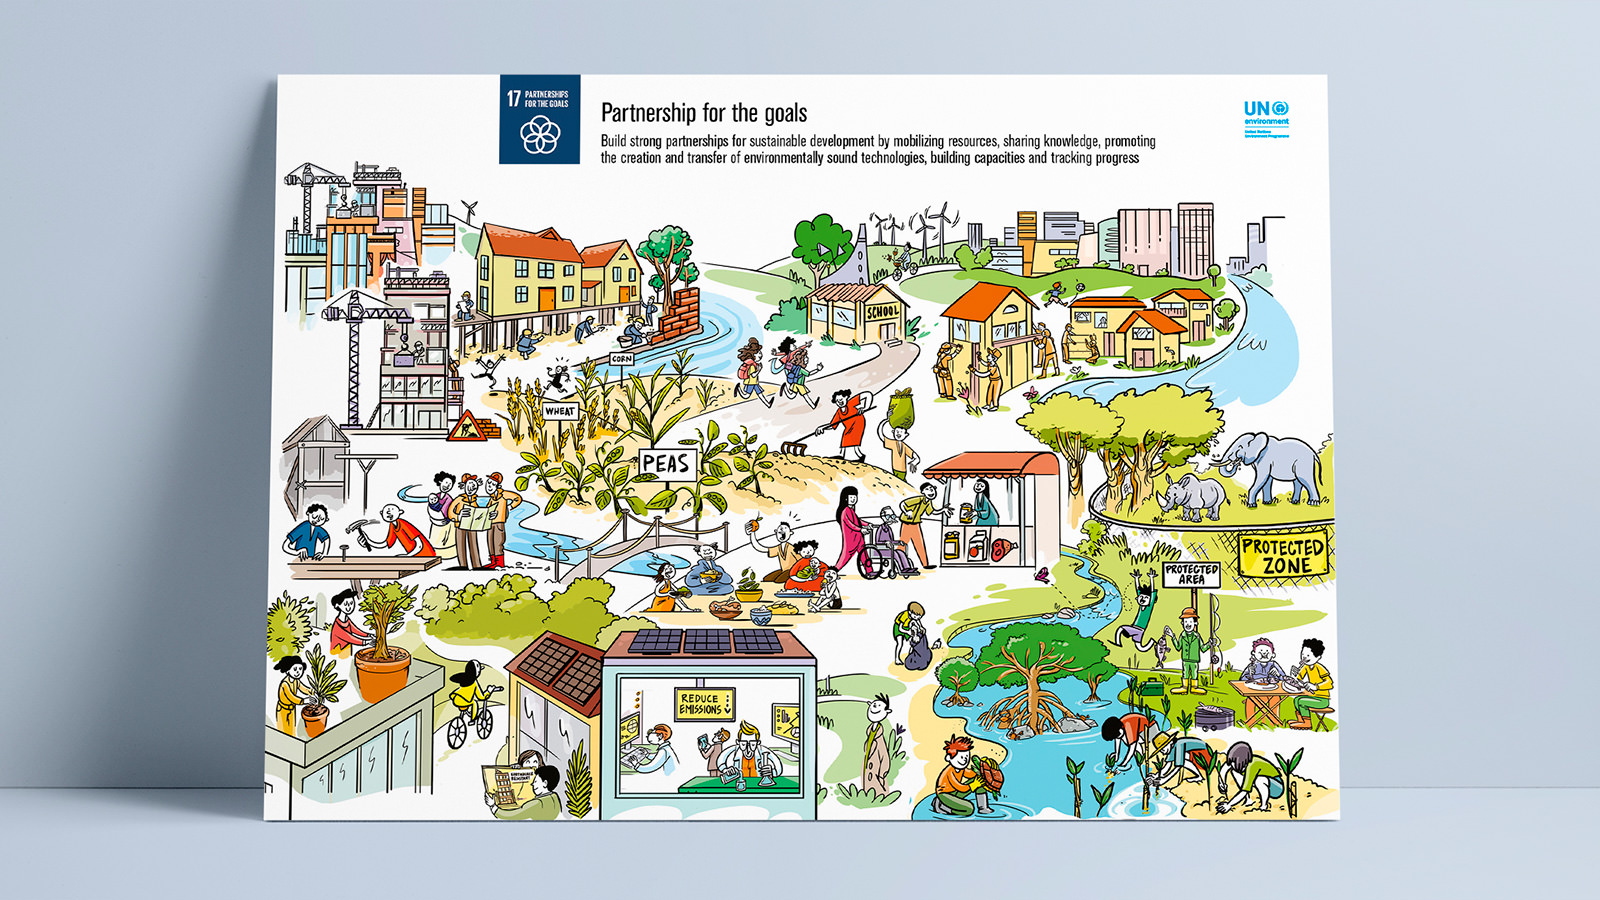 17 PARTNERSHIPS
FOR THE GOALS
Partnership for the goals
Build strong partnerships for sustainable development by mobilizing resources, sharing knowledge, promoting
the creation and transfer of environmentally sound technologies, building capacities and tracking progress
UN
environment
United Nations
Environment Programme
SCHOOL
CORN
WHEAT
PEAS
PROTECTED
ZONE
PROTECTED
AREA
REDUCE
EMISSIONS